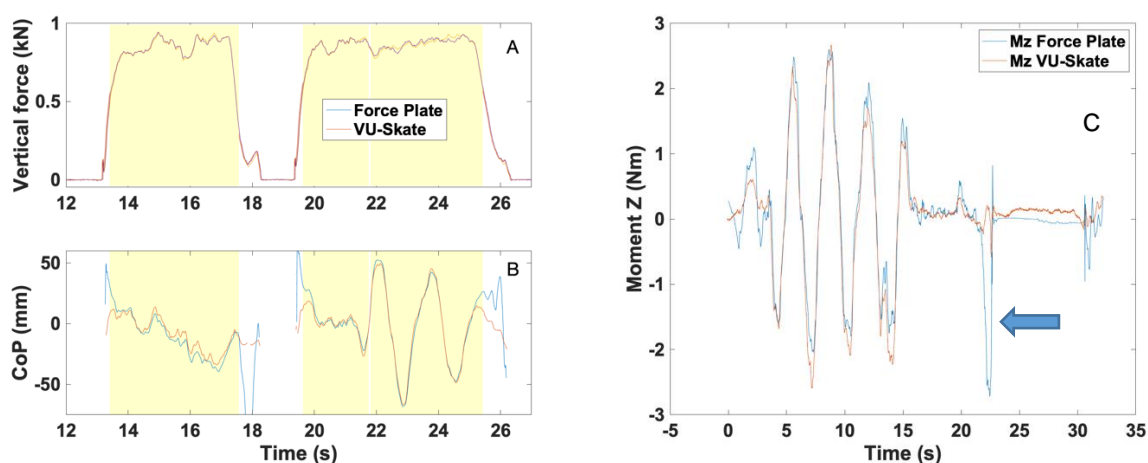 Vertical force (kN)
1
0.5
0
A
Force Plate
VU-Skate
12 14 16 18 20 22 24 26
CoP (mm)
50
0
-50
B
12 14 16 18 20 22 24 26
Time (s)
Moment Z (Nm)
3
2
1
0
-1
-2
-3
Mz Force Plate
Mz VU-Skate
C
-5 0 5 10 15 20 25 30 35
Time (s)